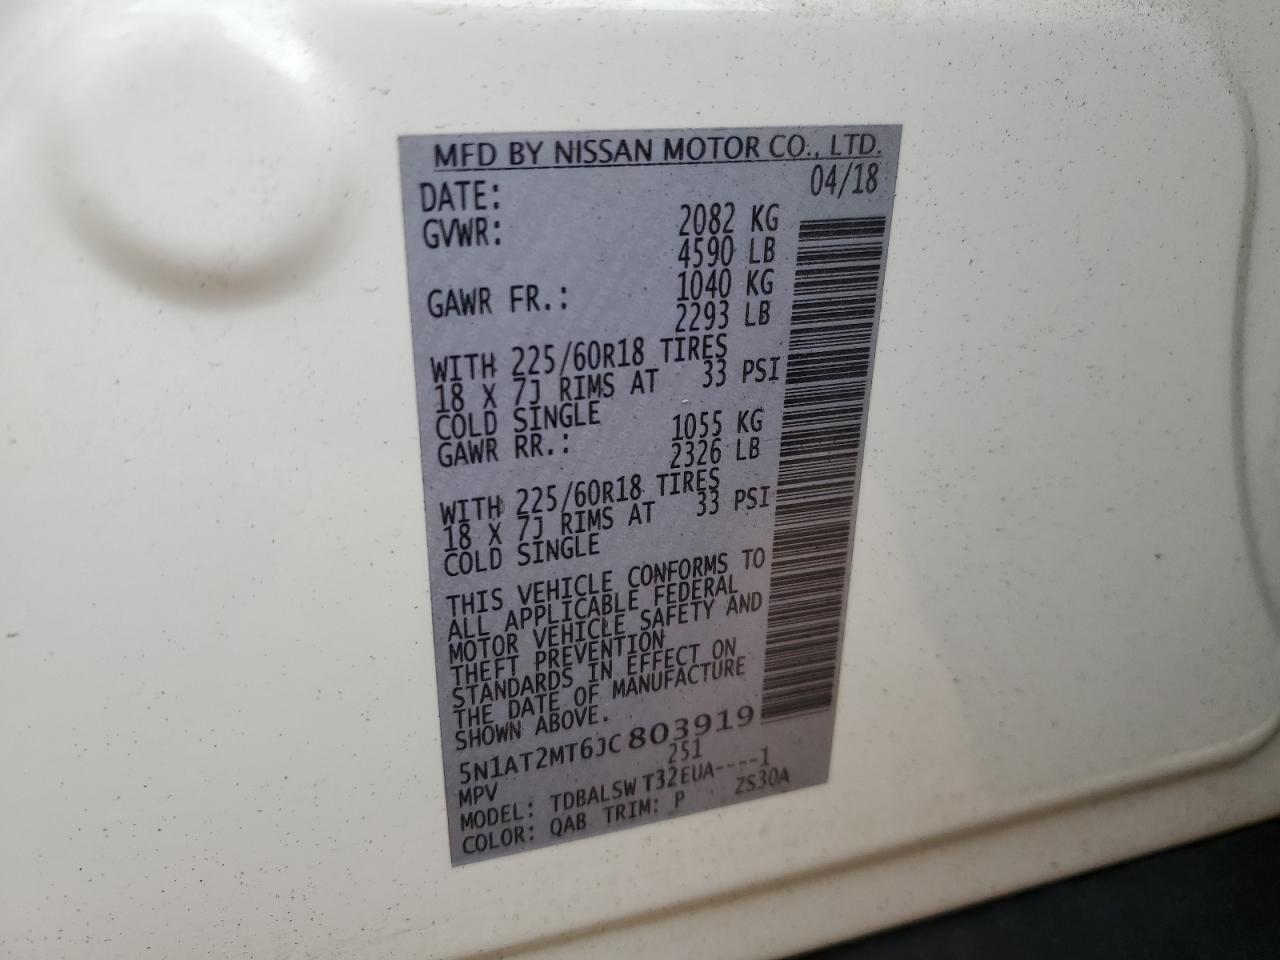 MFD BY NISSAN MOTOR CO., LTD.
DATE: 04/18
GVWR: 2082 KG
4590 LB
GAWR FR.: 1040 KG
2293 LB
WITH 225/60R18 TIRES
18 X 7J RIMS AT 33 PSI
COLD SINGLE
GAWR RR.: 1055 KG
2326 LB
WITH 225/60R18 TIRES
18 X 7J RIMS AT 33 PSI
COLD SINGLE
THIS VEHICLE CONFORMS TO
ALL APPLICABLE FEDERAL
MOTOR VEHICLE SAFETY AND
THEFT PREVENTION
STANDARDS IN EFFECT ON
THE DATE OF MANUFACTURE
SHOWN ABOVE.
5N1AT2MT6JC803919
MPV 251
MODEL: TDBALSWT32EUA----1
COLOR: QAB TRIM: P ZS30A